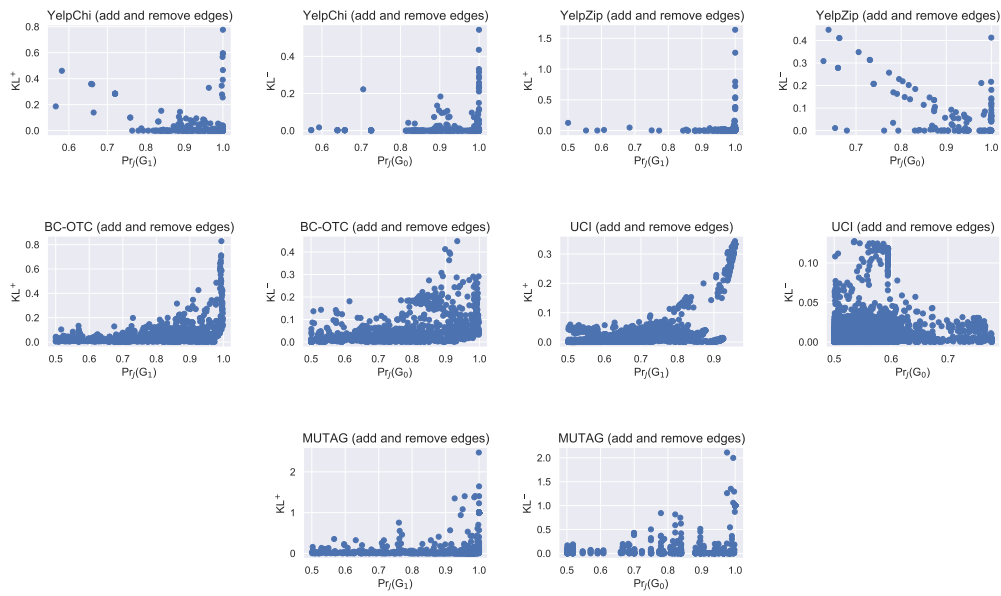 YelpChi (add and remove edges)
0.8
0.6
0.4
0.2
0.0
KL⁺
0.6 0.7 0.8 0.9 1.0
Prⱼ(G₁)
YelpChi (add and remove edges)
0.4
0.2
0.0
KL⁻
0.6 0.7 0.8 0.9 1.0
Prⱼ(G₀)
YelpZip (add and remove edges)
1.5
1.0
0.5
0.0
KL⁺
0.5 0.6 0.7 0.8 0.9 1.0
Prⱼ(G₁)
YelpZip (add and remove edges)
0.4
0.3
0.2
0.1
0.0
KL⁻
0.7 0.8 0.9 1.0
Prⱼ(G₀)
BC-OTC (add and remove edges)
0.8
0.6
0.4
0.2
0.0
KL⁺
0.5 0.6 0.7 0.8 0.9 1.0
Prⱼ(G₁)
BC-OTC (add and remove edges)
0.4
0.3
0.2
0.1
0.0
KL⁻
0.5 0.6 0.7 0.8 0.9 1.0
Prⱼ(G₀)
UCI (add and remove edges)
0.3
0.2
0.1
0.0
KL⁺
0.5 0.6 0.7 0.8 0.9
Prⱼ(G₁)
UCI (add and remove edges)
0.10
0.05
0.00
KL⁻
0.5 0.6 0.7
Prⱼ(G₀)
MUTAG (add and remove edges)
2
1
0
KL⁺
0.5 0.6 0.7 0.8 0.9 1.0
Prⱼ(G₁)
MUTAG (add and remove edges)
2.0
1.5
1.0
0.5
0.0
KL⁻
0.5 0.6 0.7 0.8 0.9 1.0
Prⱼ(G₀)